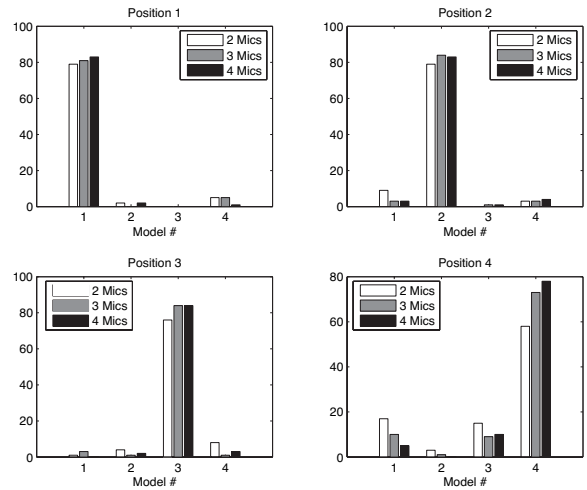 Position 1
100
80
60
40
20
0
2 Mics
3 Mics
4 Mics
1 2 3 4
Model #
Position 2
100
80
60
40
20
0
2 Mics
3 Mics
4 Mics
1 2 3 4
Model #
Position 3
100
80
60
40
20
0
2 Mics
3 Mics
4 Mics
1 2 3 4
Model #
Position 4
80
60
40
20
0
2 Mics
3 Mics
4 Mics
1 2 3 4
Model #